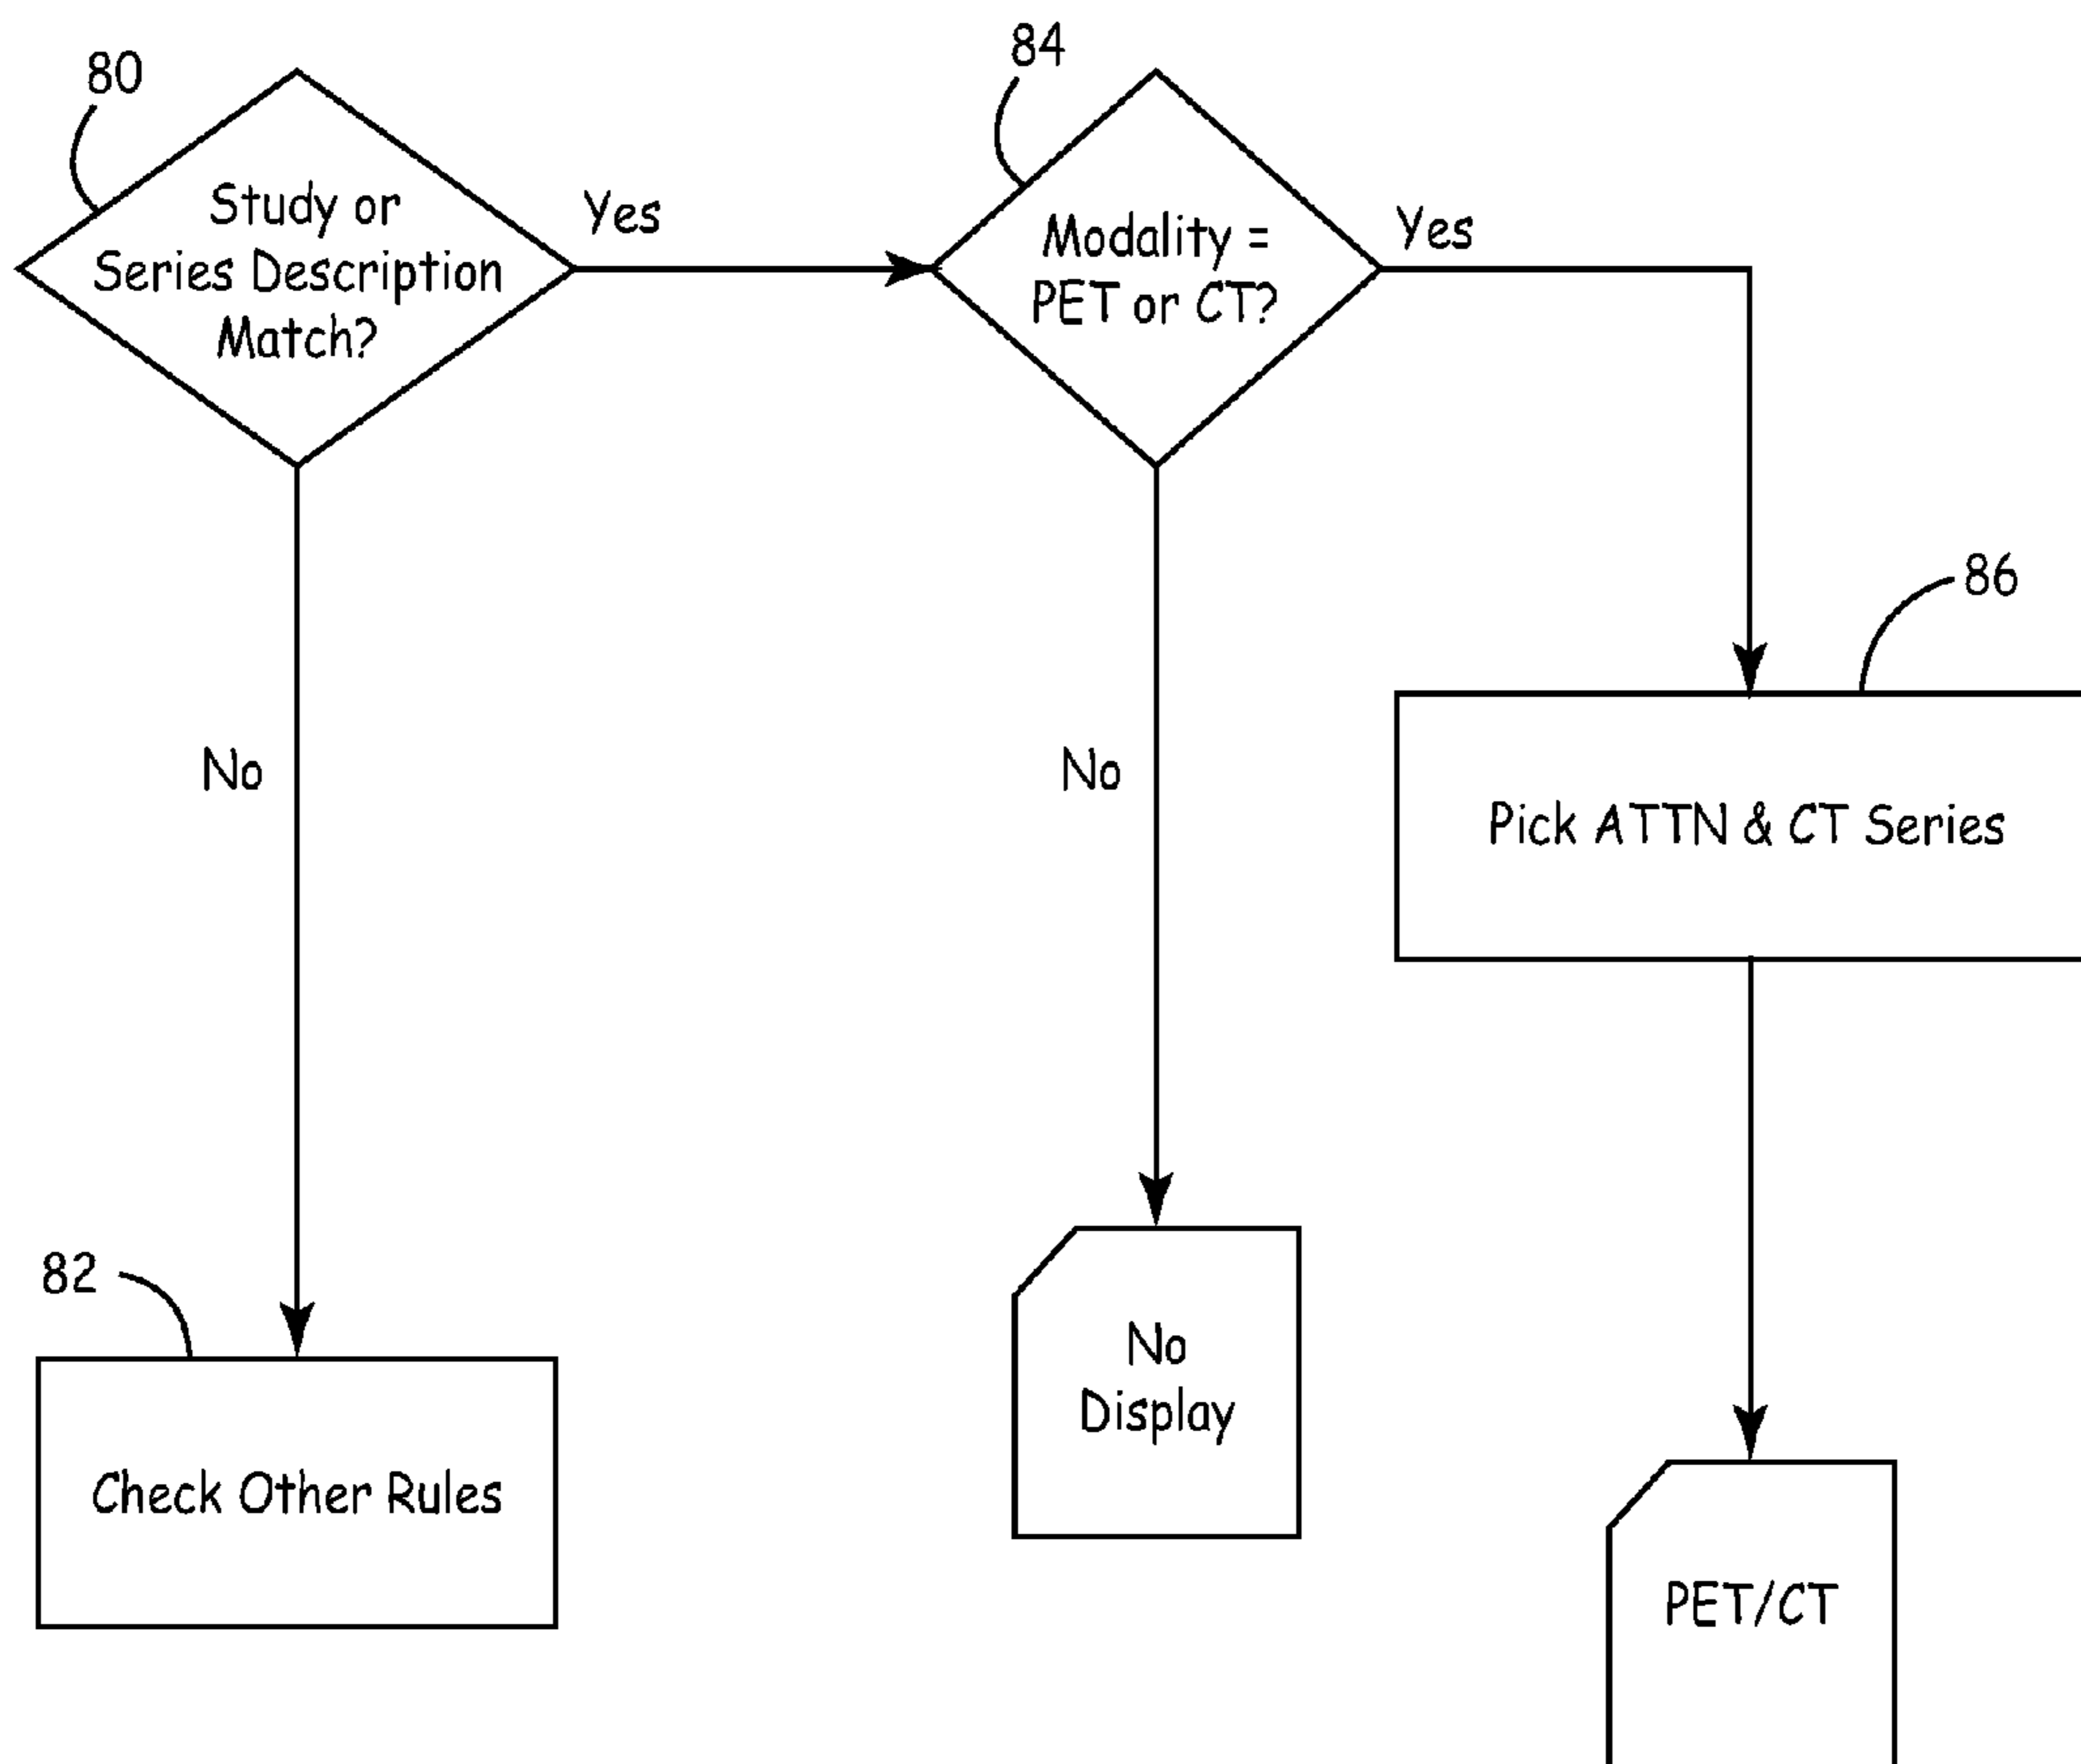 80
Study or
Series Description
Match?
Yes
84
Modality =
PET or CT?
Yes
86
No
No
Pick ATTN & CT Series
82
Check Other Rules
No
Display
PET/CT